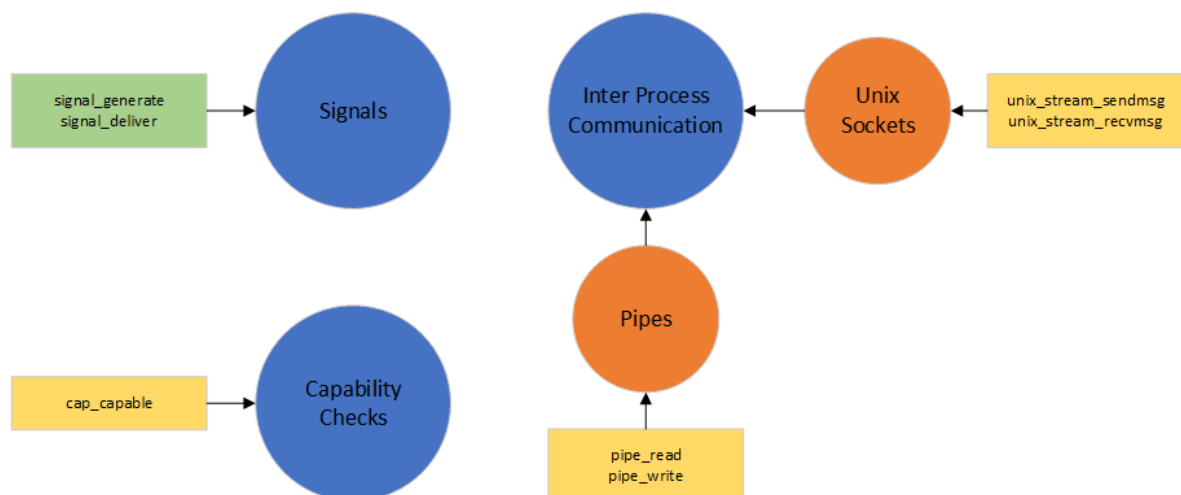 signal_generate
signal_deliver
Signals
Inter Process
Communication
Unix
Sockets
unix_stream_sendmsg
unix_stream_recvmsg
Pipes
cap_capable
Capability
Checks
pipe_read
pipe_write